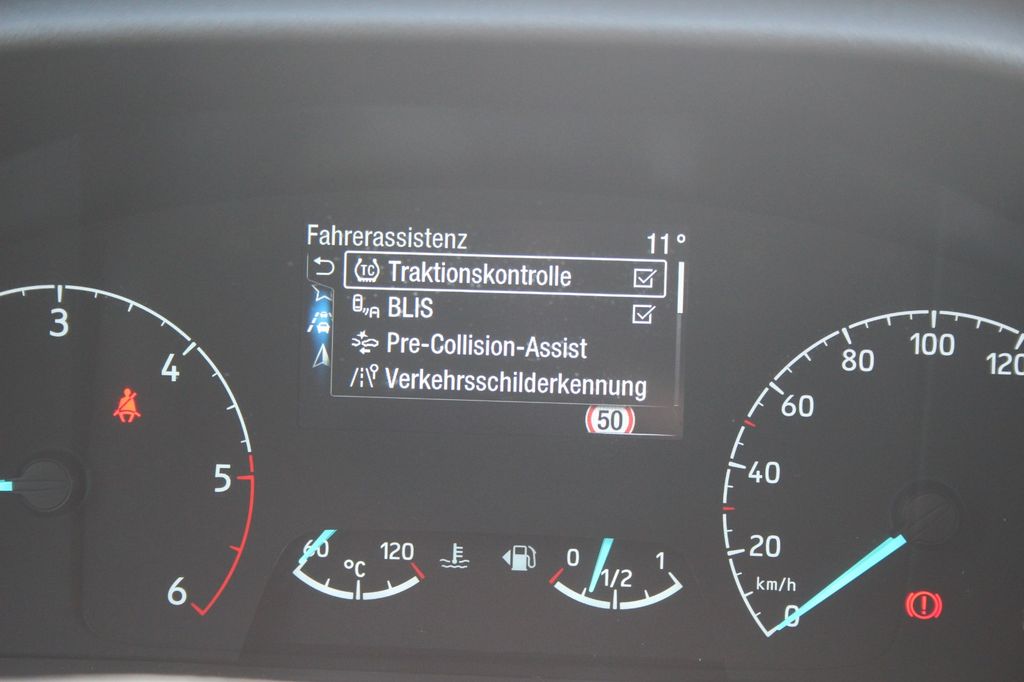 Fahrerassistenz 11°
TC Traktionskontrolle
BLIS
Pre-Collision-Assist
Verkehrsschilderkennung
50
3
4
5
6
60 °C 120
0 1/2 1
0
20
40
60
80
100
120
km/h